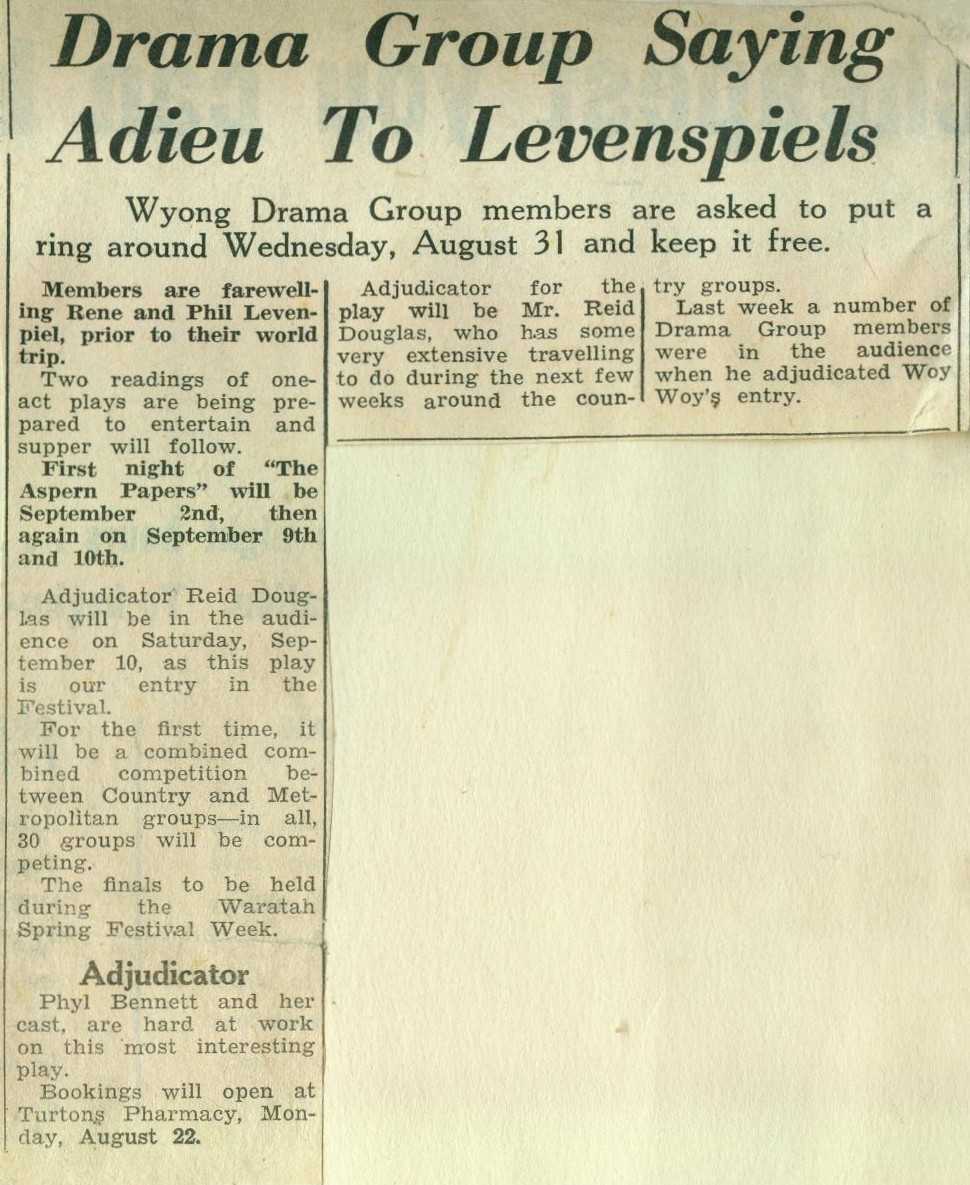 Drama Group Saying
Adieu To Levenspiels
Wyong Drama Group members are asked to put a
ring around Wednesday, August 31 and keep it free.
Members are farewell-
ing Rene and Phil Leven-
piel, prior to their world
trip.
Two readings of one-
act plays are being pre-
pared to entertain and
supper will follow.
First night of "The
Aspern Papers" will be
September 2nd, then
again on September 9th
and 10th.
Adjudicator Reid Doug-
las will be in the audi-
ence on Saturday, Sep-
tember 10, as this play
is our entry in the
Festival.
For the first time, it
will be a combined com-
bined competition be-
tween Country and Met-
ropolitan groups—in all,
30 groups will be com-
peting.
The finals to be held
during the Waratah
Spring Festival Week.
Adjudicator
Phyl Bennett and her
cast, are hard at work
on this most interesting
play.
Bookings will open at
Turtons Pharmacy, Mon-
day, August 22.
Adjudicator for the
play will be Mr. Reid
Douglas, who has some
very extensive travelling
to do during the next few
weeks around the coun-
try groups.
Last week a number of
Drama Group members
were in the audience
when he adjudicated Woy
Woy's entry.